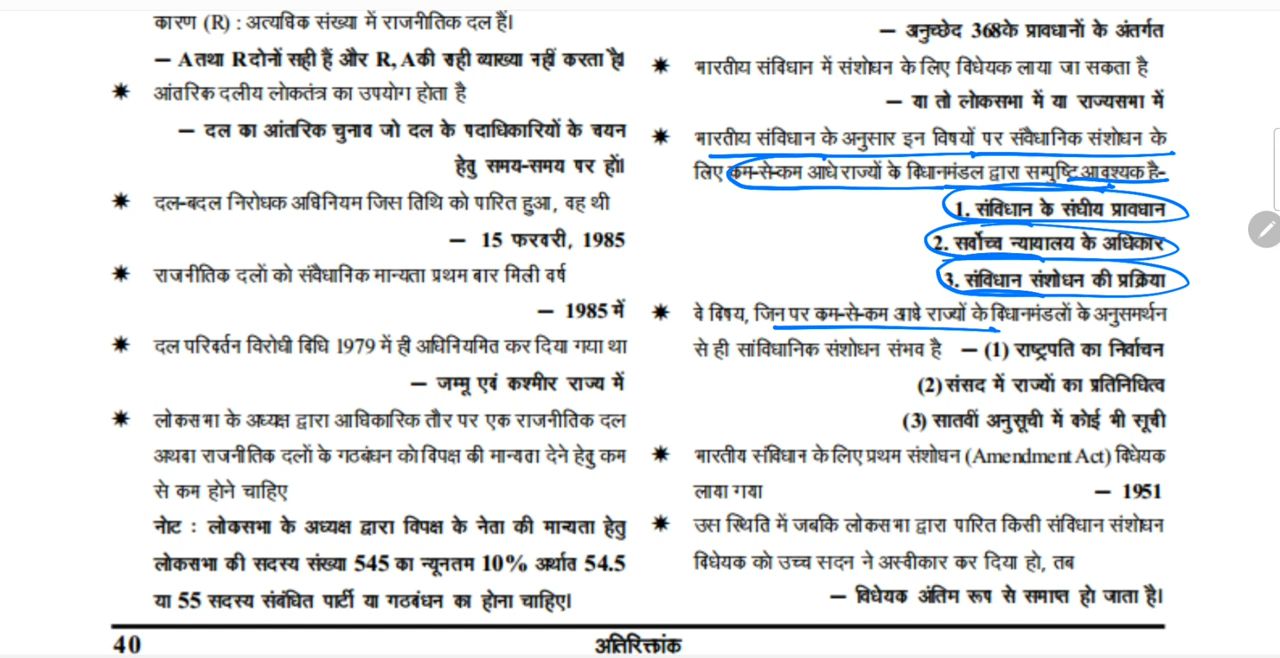 कारण (R) : अत्यधिक संख्या में राजनीतिक दल हैं।
– A तथा R दोनों सही हैं और R, A की सही व्याख्या नहीं करता है।
* आंतरिक दलीय लोकतंत्र का उपयोग होता है
– दल का आंतरिक चुनाव जो दल के पदाधिकारियों के चयन
हेतु समय-समय पर हों।
* दल-बदल निरोधक अधिनियम जिस तिथि को पारित हुआ, वह थी
– 15 फरवरी, 1985
* राजनीतिक दलों को संवैधानिक मान्यता प्रथम बार मिली वर्ष
– 1985 में
* दल परिवर्तन विरोधी विधि 1979 में ही अधिनियमित कर दिया गया था
– जम्मू एवं कश्मीर राज्य में
* लोकसभा के अध्यक्ष द्वारा आधिकारिक तौर पर एक राजनीतिक दल
अथवा राजनीतिक दलों के गठबंधन को विपक्ष की मान्यता देने हेतु कम
से कम होने चाहिए
नोट : लोकसभा के अध्यक्ष द्वारा विपक्ष के नेता की मान्यता हेतु
लोकसभा की सदस्य संख्या 545 का न्यूनतम 10% अर्थात 54.5
या 55 सदस्य संबंधित पार्टी या गठबंधन का होना चाहिए।
– अनुच्छेद 368 के प्रावधानों के अंतर्गत
* भारतीय संविधान में संशोधन के लिए विधेयक लाया जा सकता है
– या तो लोकसभा में या राज्यसभा में
* भारतीय संविधान के अनुसार इन विषयों पर संवैधानिक संशोधन के
लिए कम-से-कम आधे राज्यों के विधानमंडल द्वारा सम्पुष्टि आवश्यक है-
1. संविधान के संघीय प्रावधान
2. सर्वोच्च न्यायालय के अधिकार
3. संविधान संशोधन की प्रक्रिया
* वे विषय, जिन पर कम-से-कम आधे राज्यों के विधानमंडलों के अनुसमर्थन
से ही सांविधानिक संशोधन संभव है – (1) राष्ट्रपति का निर्वाचन
(2) संसद में राज्यों का प्रतिनिधित्व
(3) सातवीं अनुसूची में कोई भी सूची
* भारतीय संविधान के लिए प्रथम संशोधन (Amendment Act) विधेयक
लाया गया – 1951
* उस स्थिति में जबकि लोकसभा द्वारा पारित किसी संविधान संशोधन
विधेयक को उच्च सदन ने अस्वीकार कर दिया हो, तब
– विधेयक अंतिम रूप से समाप्त हो जाता है।
40 अतिरिक्तांक